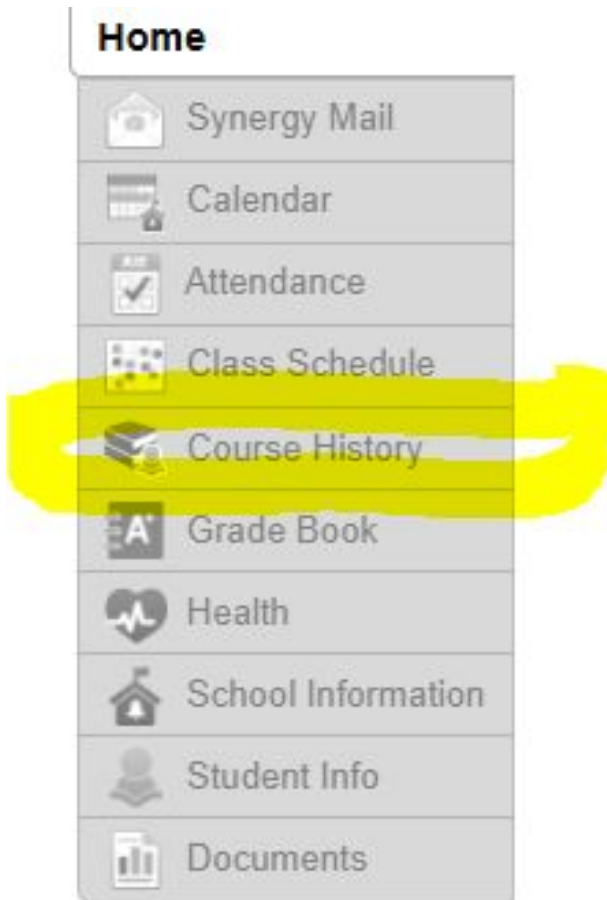 Home
Synergy Mail
Calendar
Attendance
Class Schedule
Course History
Grade Book
Health
School Information
Student Info
Documents